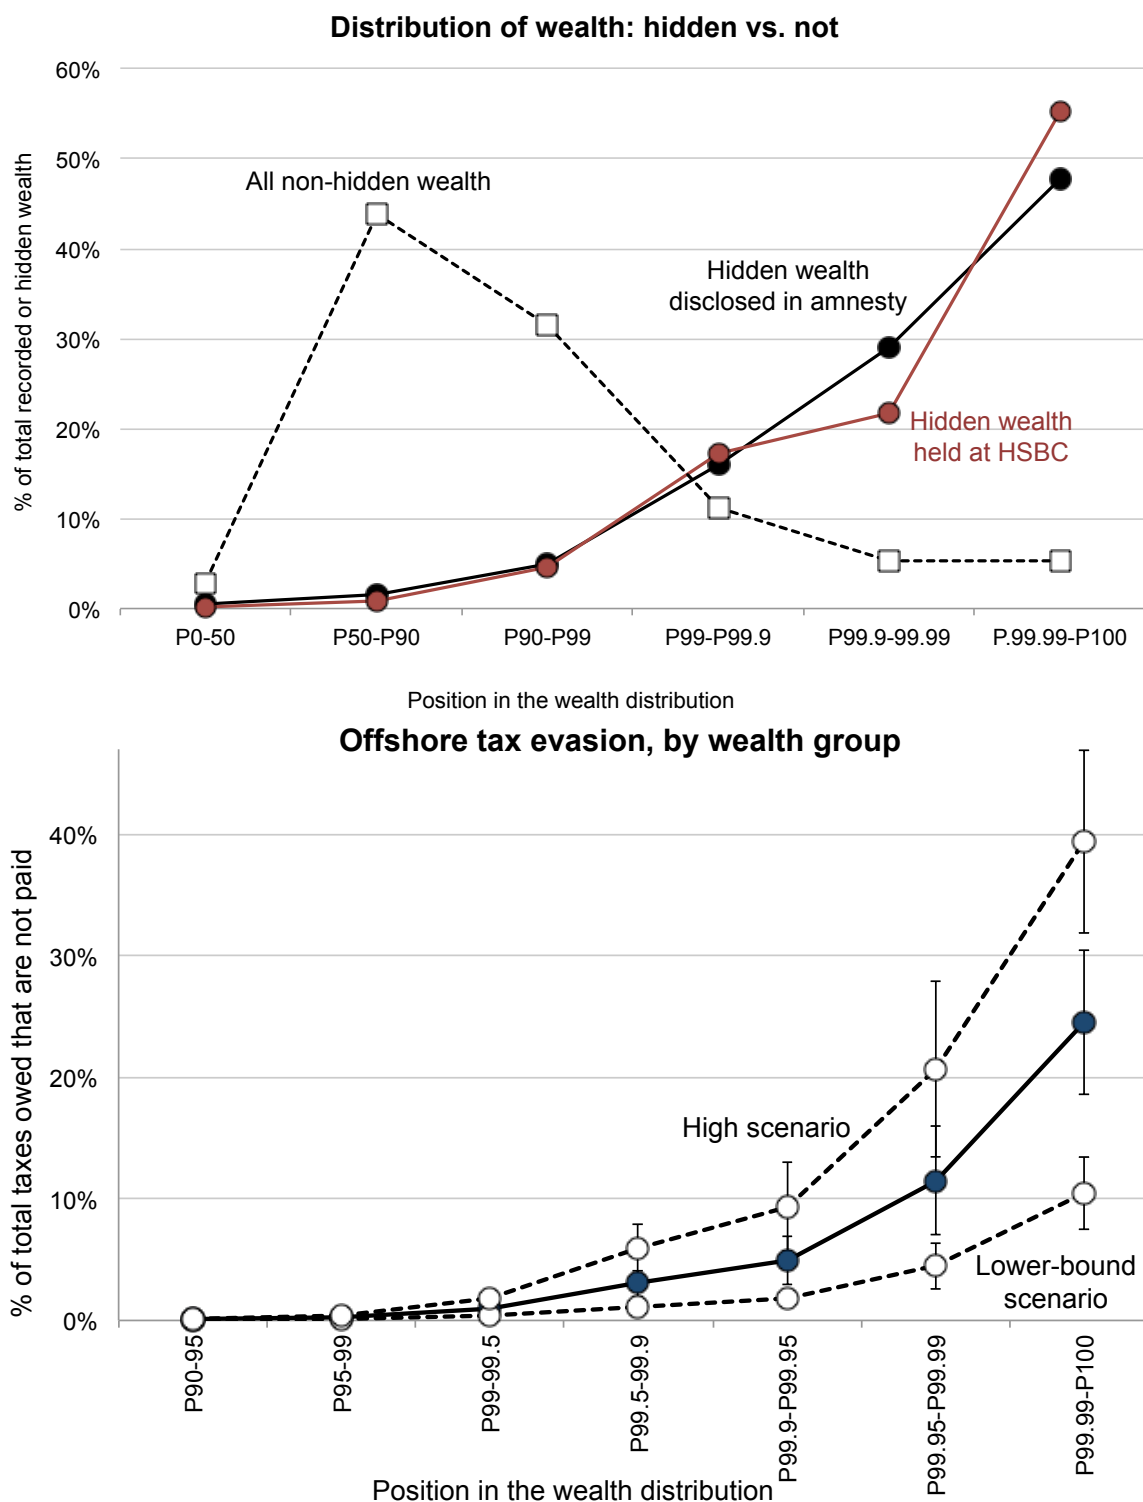 Distribution of wealth: hidden vs. not
% of total recorded or hidden wealth
60%
50%
40%
30%
20%
10%
0%
All non-hidden wealth
Hidden wealth
disclosed in amnesty
Hidden wealth
held at HSBC
P0-50
P50-P90
P90-P99
P99-P99.9
P99.9-99.99
P.99.99-P100
Position in the wealth distribution
Offshore tax evasion, by wealth group
% of total taxes owed that are not paid
40%
30%
20%
10%
0%
High scenario
Lower-bound
scenario
P90-95
P95-99
P99-99.5
P99.5-99.9
P99.9-P99.95
P99.95-P99.99
P99.99-P100
Position in the wealth distribution